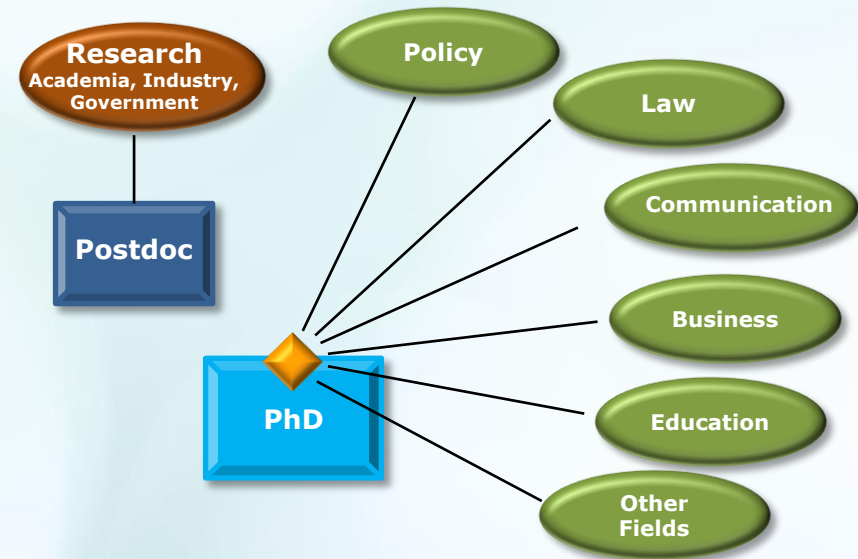 Research
Academia, Industry,
Government
Policy
Law
Communication
Postdoc
Business
PhD
Education
Other
Fields